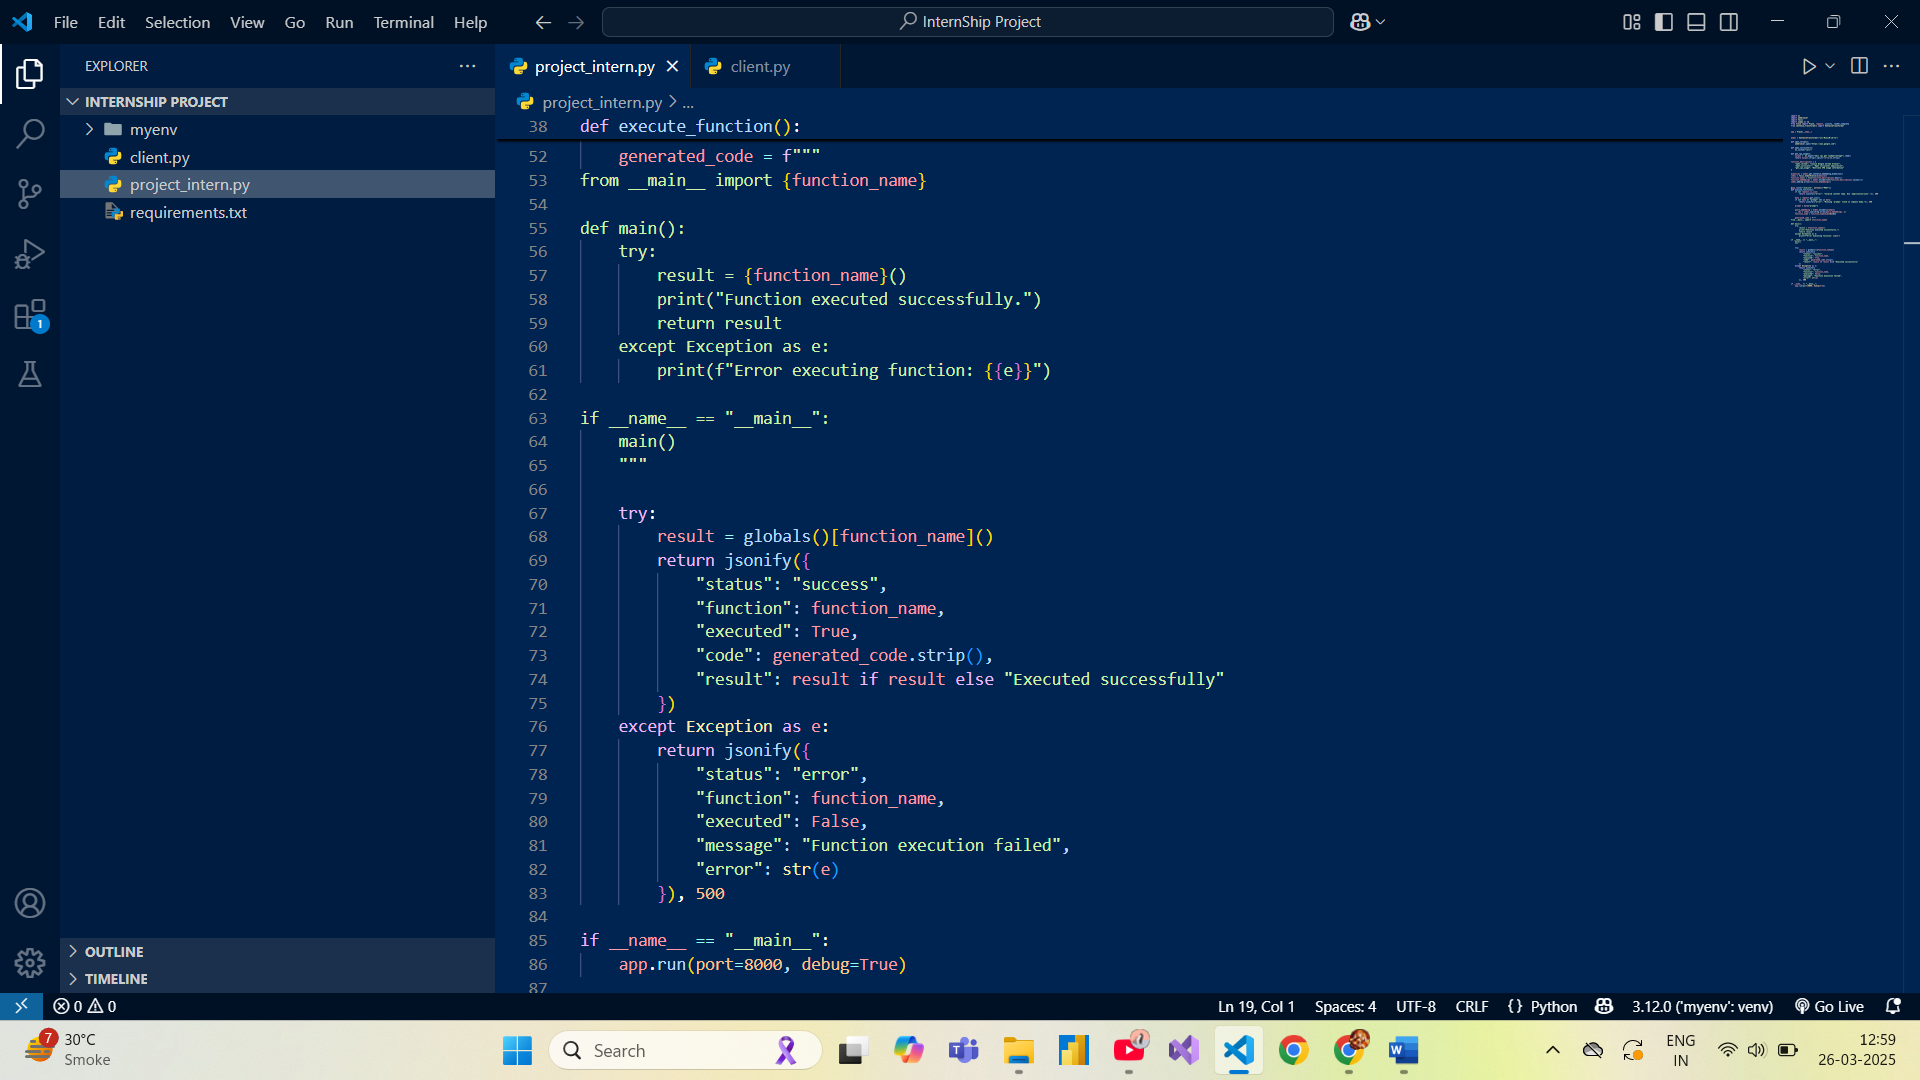 File Edit Selection View Go Run Terminal Help
InternShip Project
EXPLORER
INTERNSHIP PROJECT
myenv
client.py
project_intern.py
requirements.txt
1
OUTLINE
TIMELINE
project_intern.py
client.py
project_intern.py > ...
38 def execute_function():
52     generated_code = f"""
53 from __main__ import {function_name}
54
55 def main():
56     try:
57         result = {function_name}()
58         print("Function executed successfully.")
59         return result
60     except Exception as e:
61         print(f"Error executing function: {{e}}")
62
63 if __name__ == "__main__":
64     main()
65     """
66
67     try:
68         result = globals()[function_name]()
69         return jsonify({
70             "status": "success",
71             "function": function_name,
72             "executed": True,
73             "code": generated_code.strip(),
74             "result": result if result else "Executed successfully"
75         })
76     except Exception as e:
77         return jsonify({
78             "status": "error",
79             "function": function_name,
80             "executed": False,
81             "message": "Function execution failed",
82             "error": str(e)
83         }), 500
84
85 if __name__ == "__main__":
86     app.run(port=8000, debug=True)
87
0 0
Ln 19, Col 1 Spaces: 4 UTF-8 CRLF {} Python 3.12.0 ('myenv': venv) Go Live
7
30°C
Smoke
Search
ENG
IN
12:59
26-03-2025